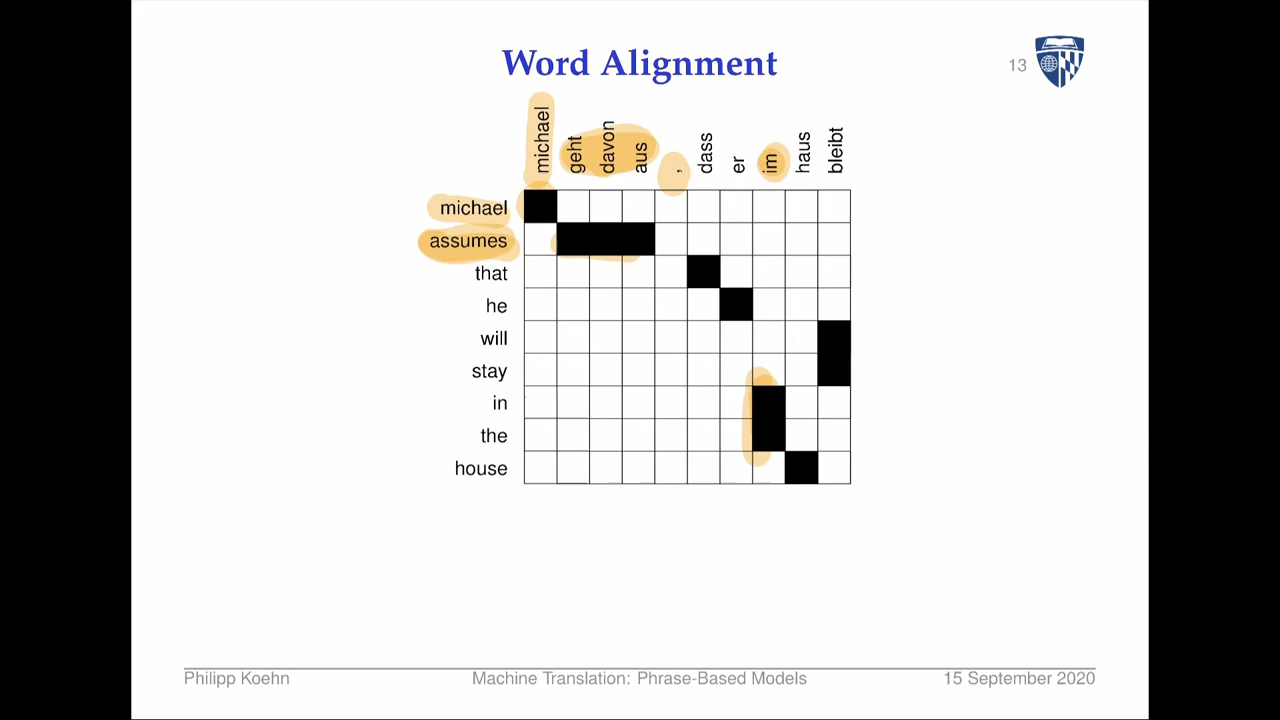 Word Alignment
13
michael geht davon aus , dass er im haus bleibt
michael
assumes
that
he
will
stay
in
the
house
Philipp Koehn Machine Translation: Phrase-Based Models 15 September 2020